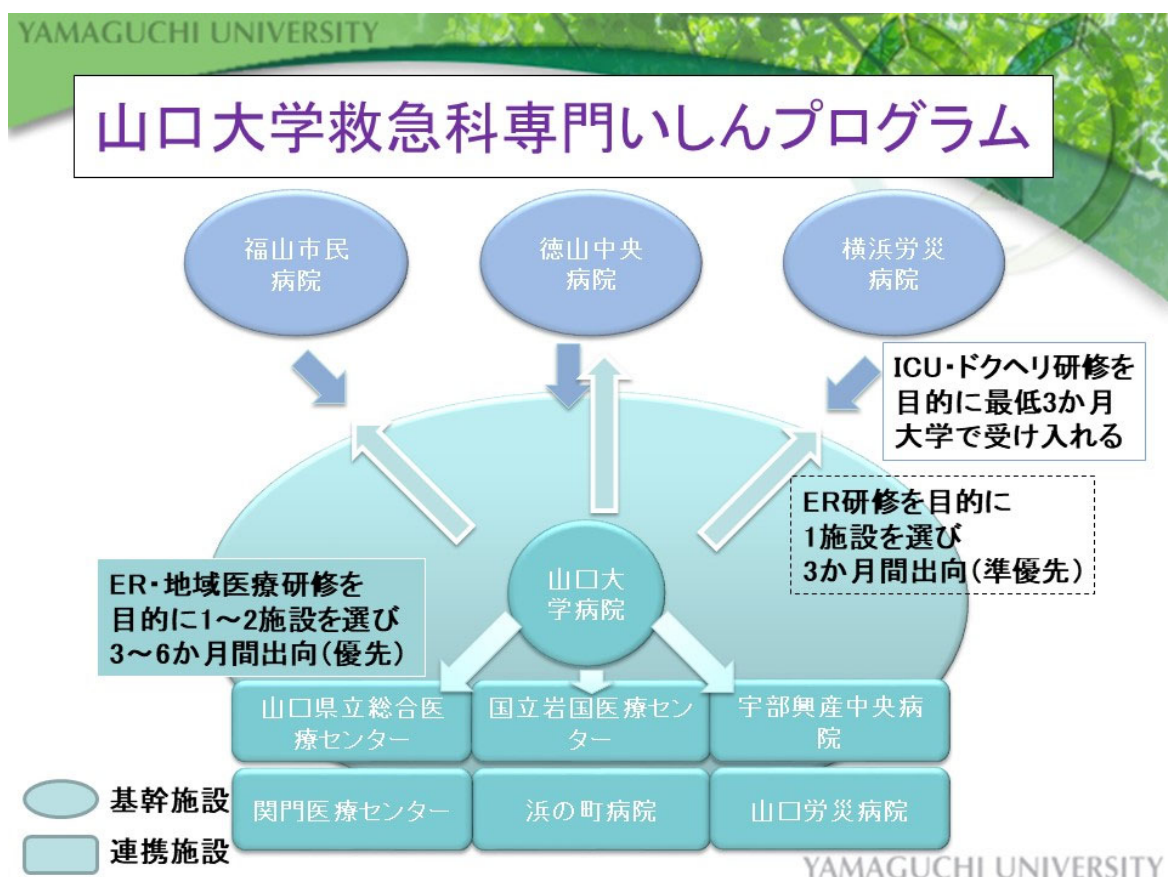 YAMAGUCHI UNIVERSITY
山口大学救急科専門いしんプログラム
福山市民
病院
徳山中央
病院
横浜労災
病院
ICU・ドクヘリ研修を
目的に最低3か月
大学で受け入れる
ER研修を目的に
1施設を選び
3か月間出向(準優先)
山口大
学病院
ER・地域医療研修を
目的に1～2施設を選び
3～6か月間出向(優先)
山口県立総合医
療センター
国立岩国医療セン
ター
宇部興産中央病
院
関門医療センター
浜の町病院
山口労災病院
基幹施設
連携施設
YAMAGUCHI UNIVERSITY